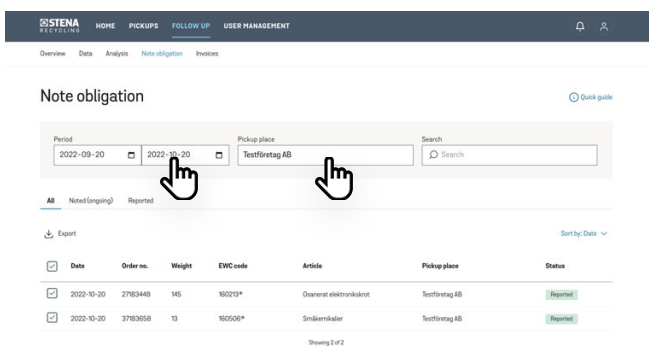 STENA HOME PICKUPS FOLLOW UP USER MANAGEMENT
RECYCLING
Overview Data Analysis Note obligation Invoices
Note obligation
Quick guide
Period Pickup place Search
2022-09-20 2022-10-20 Testföretag AB Search
All Noted (ongoing) Reported
Export Sort by: Date
Date Order no. Weight EWC code Article Pickup place Status
2022-10-20 27183448 145 160213* Osanerat elektronikskrot Testföretag AB Reported
2022-10-20 37183658 13 160506* Småkemikalier Testföretag AB Reported
Showing 2 of 2